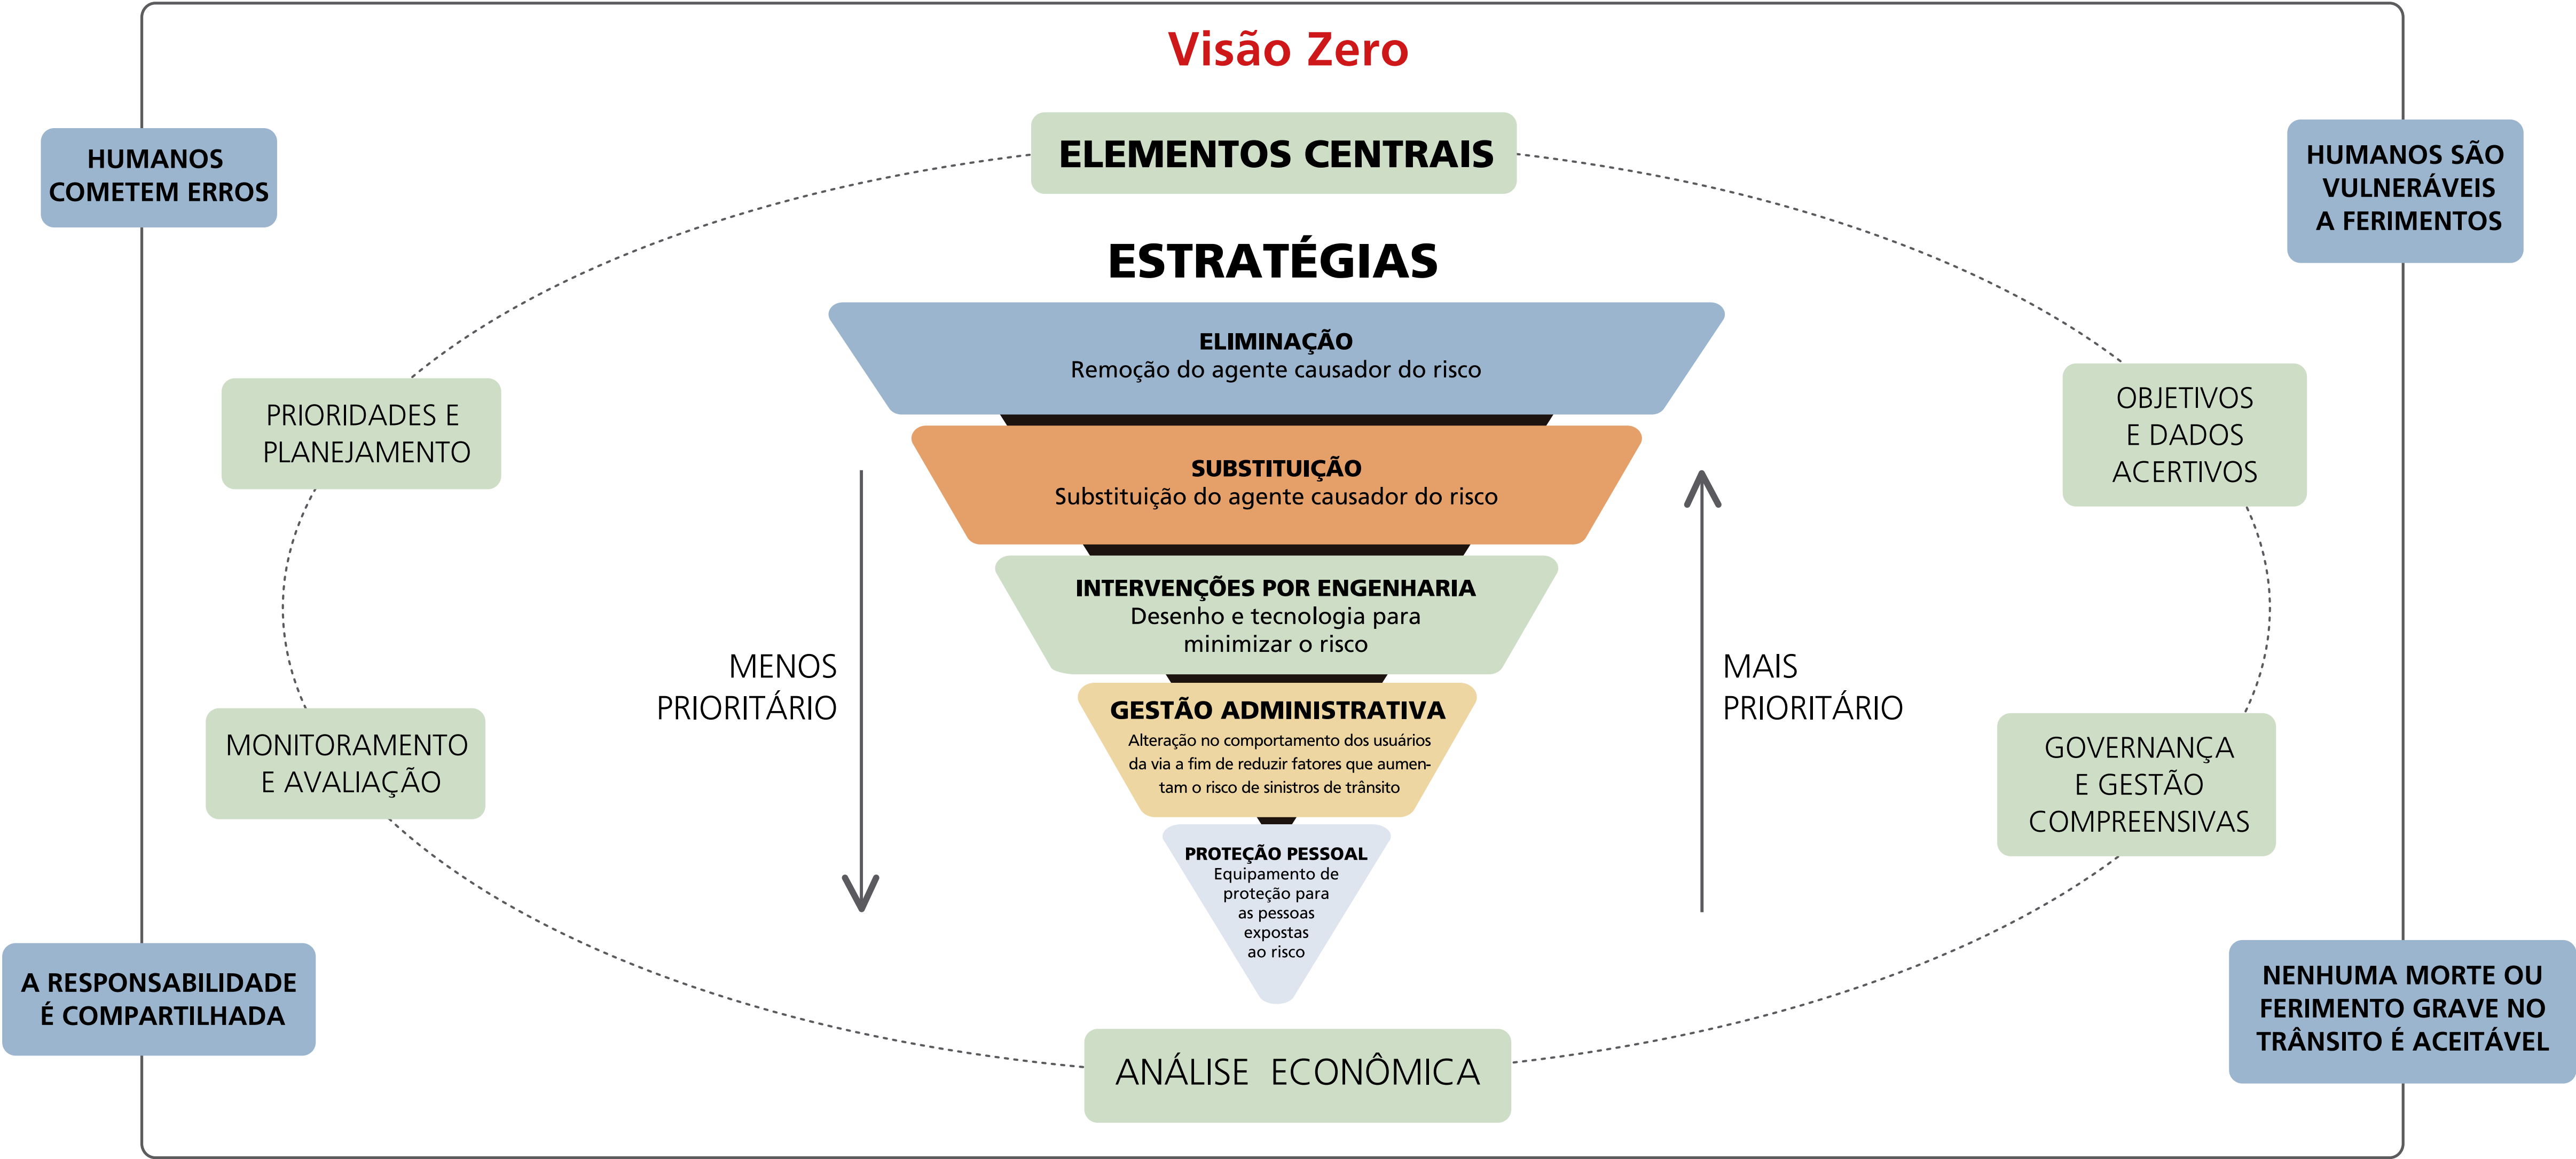 Visão Zero
HUMANOS
COMETEM ERROS
ELEMENTOS CENTRAIS
HUMANOS SÃO
VULNERÁVEIS
A FERIMENTOS
ESTRATÉGIAS
ELIMINAÇÃO
Remoção do agente causador do risco
PRIORIDADES E
PLANEJAMENTO
OBJETIVOS
E DADOS
ACERTIVOS
SUBSTITUIÇÃO
Substituição do agente causador do risco
INTERVENÇÕES POR ENGENHARIA
Desenho e tecnologia para
minimizar o risco
MENOS
PRIORITÁRIO
MAIS
PRIORITÁRIO
GESTÃO ADMINISTRATIVA
Alteração no comportamento dos usuários
da via a fim de reduzir fatores que aumen-
tam o risco de sinistros de trânsito
MONITORAMENTO
E AVALIAÇÃO
GOVERNANÇA
E GESTÃO
COMPREENSIVAS
PROTEÇÃO PESSOAL
Equipamento de
proteção para
as pessoas
expostas
ao risco
A RESPONSABILIDADE
É COMPARTILHADA
NENHUMA MORTE OU
FERIMENTO GRAVE NO
TRÂNSITO É ACEITÁVEL
ANÁLISE ECONÔMICA